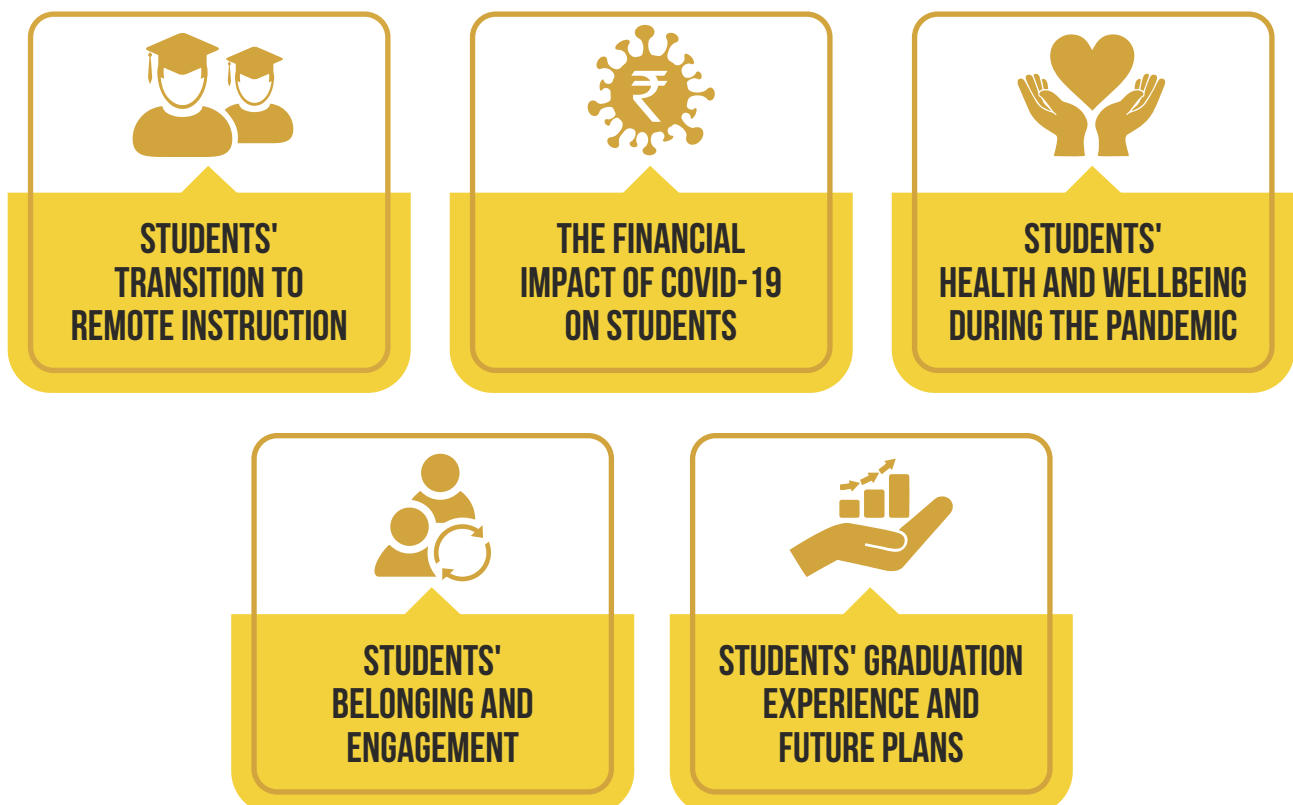 ₹
STUDENTS'
TRANSITION TO
REMOTE INSTRUCTION
THE FINANCIAL
IMPACT OF COVID-19
ON STUDENTS
STUDENTS'
HEALTH AND WELLBEING
DURING THE PANDEMIC
STUDENTS'
BELONGING AND
ENGAGEMENT
STUDENTS' GRADUATION
EXPERIENCE AND
FUTURE PLANS